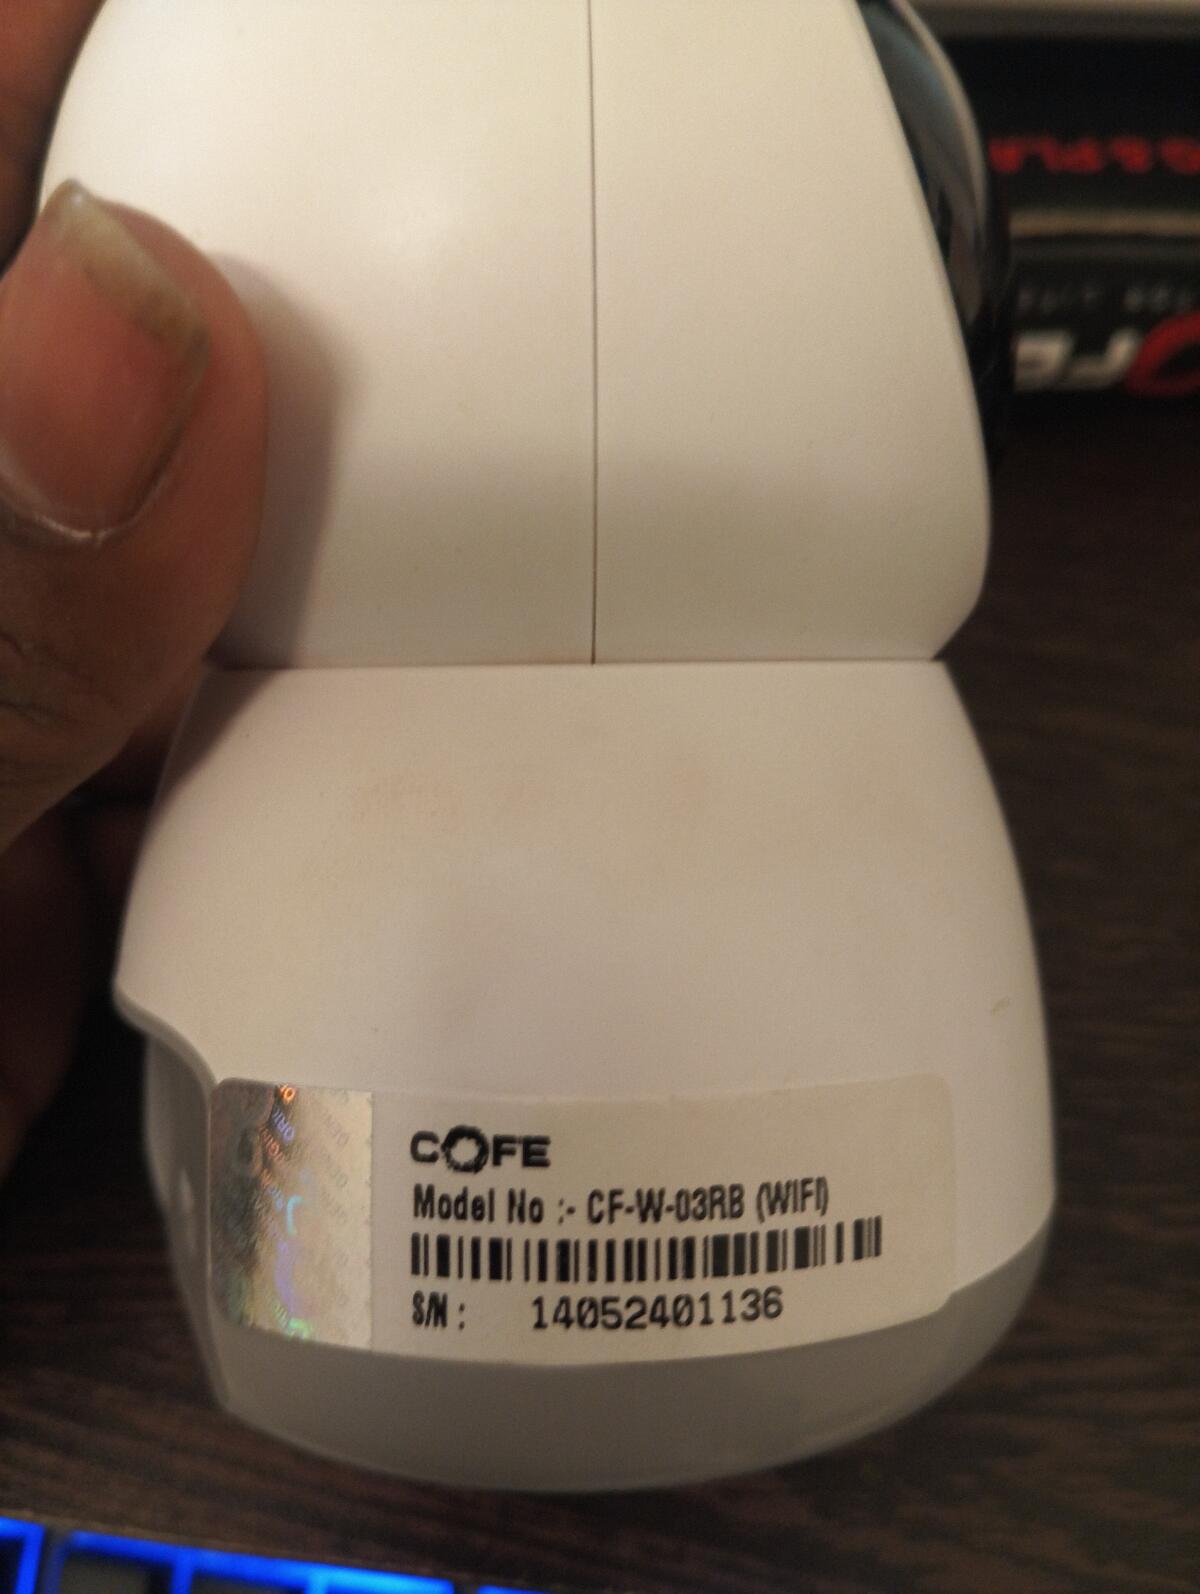 COFE
Model No :- CF-W-03RB (WIFI)
S/N : 14052401136